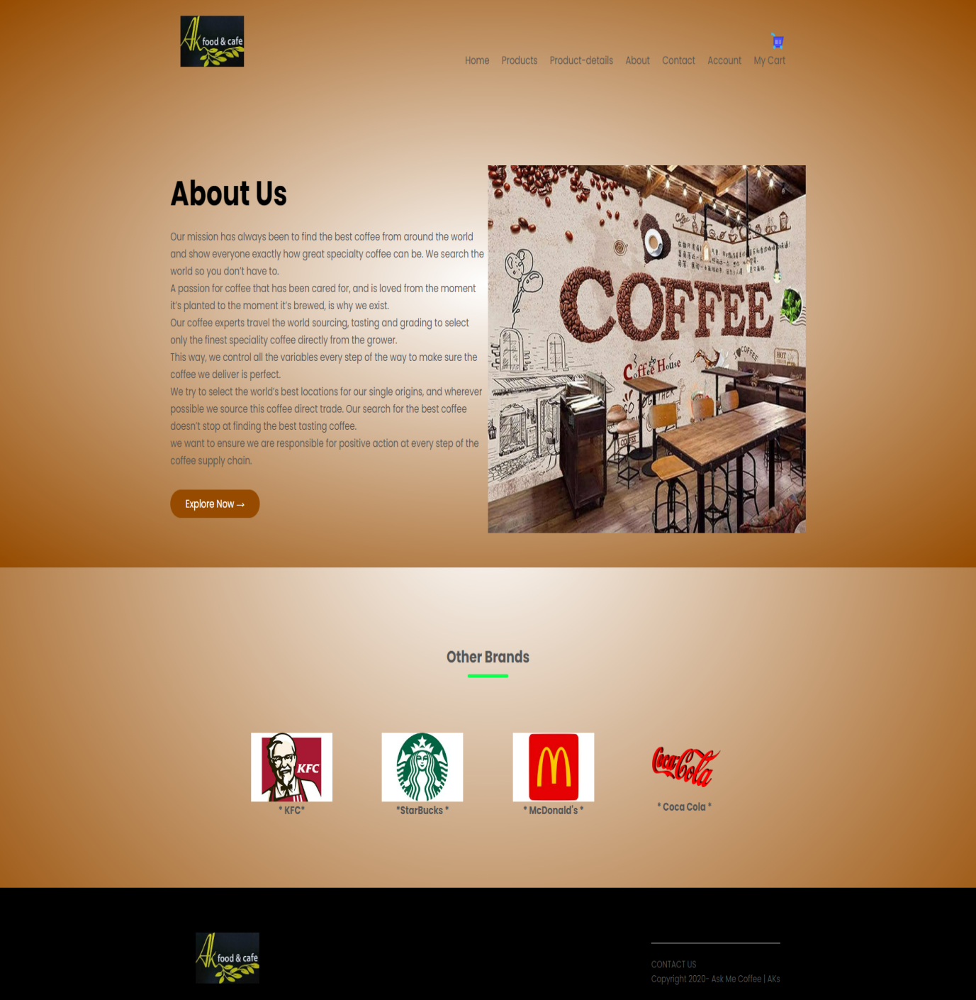 Ak food & cafe
Home Products Product-details About Contact Account My Cart
About Us
Our mission has always been to find the best coffee from around the world
and show everyone exactly how great specialty coffee can be. We search the
world so you don't have to.
A passion for coffee that has been cared for, and is loved from the moment
it's planted to the moment it's brewed, is why we exist.
Our coffee experts travel the world sourcing, tasting and grading to select
only the finest speciality coffee directly from the grower.
This way, we control all the variables every step of the way to make sure the
coffee we deliver is perfect.
We try to select the world's best locations for our single origins, and wherever
possible we source this coffee direct trade. Our search for the best coffee
doesn't stop at finding the best tasting coffee.
we want to ensure we are responsible for positive action at every step of the
coffee supply chain.
Explore Now →
Coffee
COFFEE
COFFEE
HOT
Coffee House
COFFEE
Other Brands
KFC
Coca-Cola
* KFC*
*StarBucks *
* McDonald's *
* Coca Cola *
Ak food & cafe
CONTACT US
Copyright 2020- Ask Me Coffee | AKs